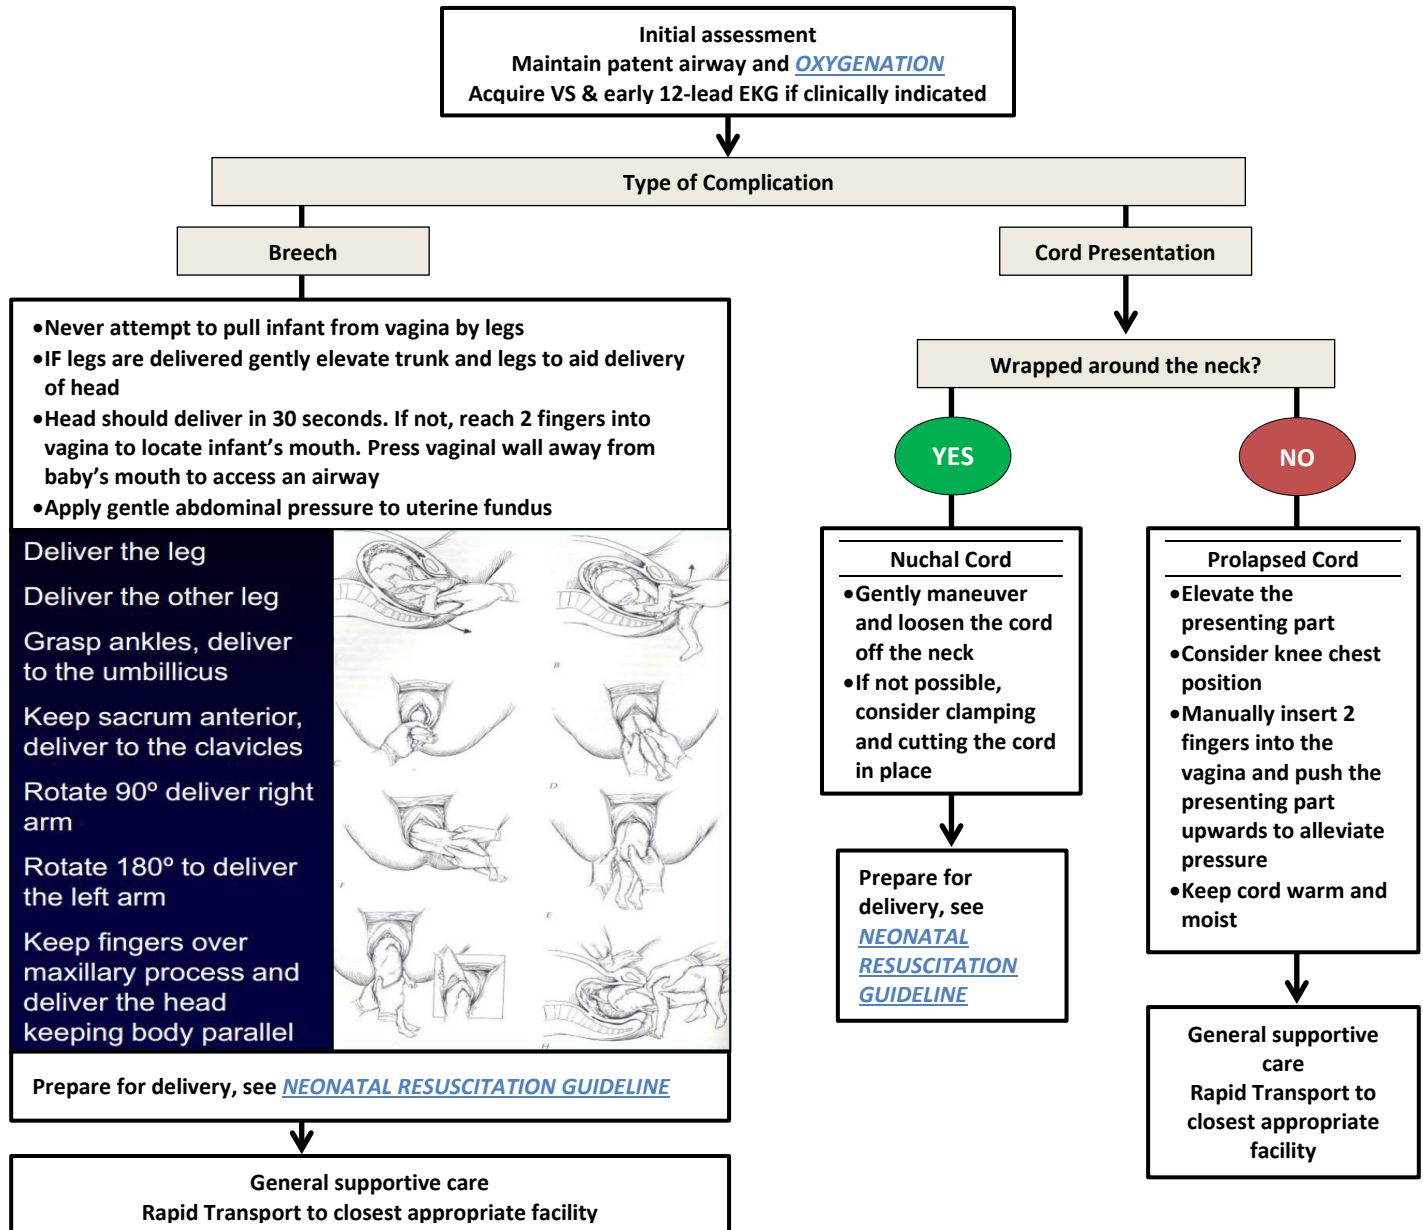 Initial assessment
Maintain patent airway and OXYGENATION
Acquire VS & early 12-lead EKG if clinically indicated
Type of Complication
Breech
•Never attempt to pull infant from vagina by legs
•IF legs are delivered gently elevate trunk and legs to aid delivery
of head
•Head should deliver in 30 seconds. If not, reach 2 fingers into
vagina to locate infant’s mouth. Press vaginal wall away from
baby’s mouth to access an airway
•Apply gentle abdominal pressure to uterine fundus
Deliver the leg
Deliver the other leg
Grasp ankles, deliver
to the umbillicus
Keep sacrum anterior,
deliver to the clavicles
Rotate 90º deliver right
arm
Rotate 180º to deliver
the left arm
Keep fingers over
maxillary process and
deliver the head
keeping body parallel
B
C
D
F
E
H
Prepare for delivery, see NEONATAL RESUSCITATION GUIDELINE
General supportive care
Rapid Transport to closest appropriate facility
Cord Presentation
Wrapped around the neck?
YES
Nuchal Cord
•Gently maneuver
and loosen the cord
off the neck
•If not possible,
consider clamping
and cutting the cord
in place
Prepare for
delivery, see
NEONATAL
RESUSCITATION
GUIDELINE
NO
Prolapsed Cord
•Elevate the
presenting part
•Consider knee chest
position
•Manually insert 2
fingers into the
vagina and push the
presenting part
upwards to alleviate
pressure
•Keep cord warm and
moist
General supportive
care
Rapid Transport to
closest appropriate
facility